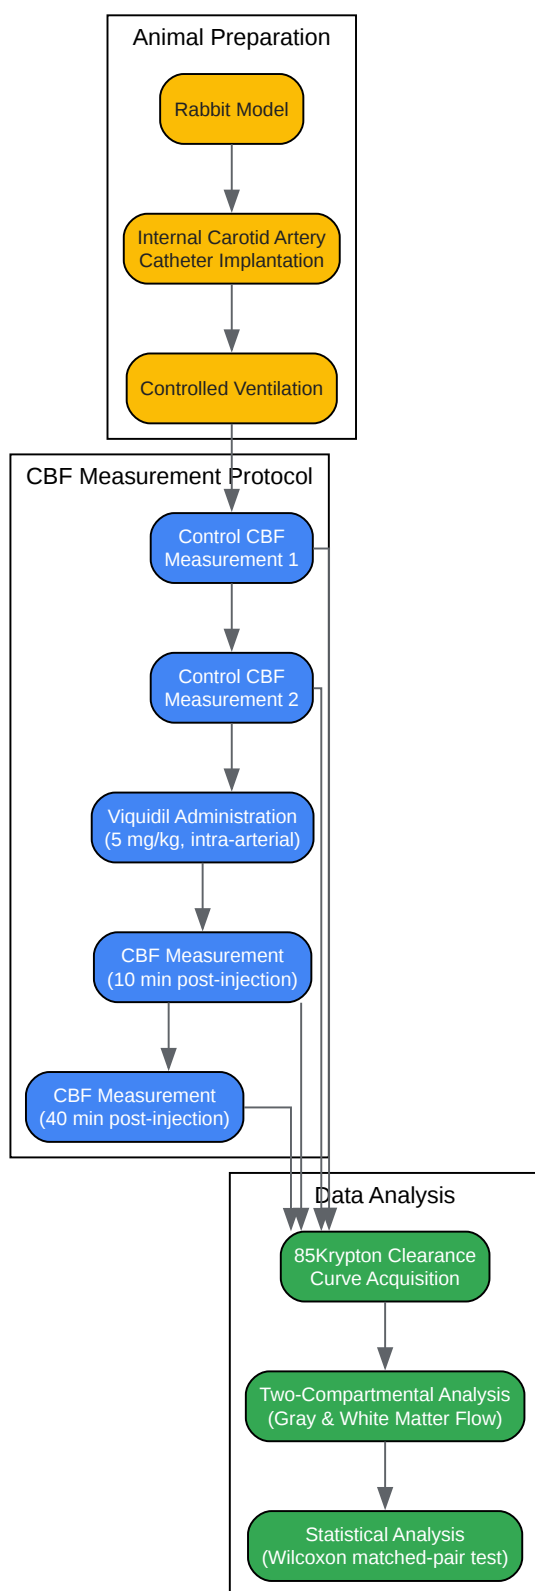 Animal Preparation
Rabbit Model
Internal Carotid Artery
Catheter Implantation
Controlled Ventilation
CBF Measurement Protocol
Control CBF
Measurement 1
Control CBF
Measurement 2
Viquidil Administration
(5 mg/kg, intra-arterial)
CBF Measurement
(10 min post-injection)
CBF Measurement
(40 min post-injection)
Data Analysis
85Krypton Clearance
Curve Acquisition
Two-Compartmental Analysis
(Gray & White Matter Flow)
Statistical Analysis
(Wilcoxon matched-pair test)